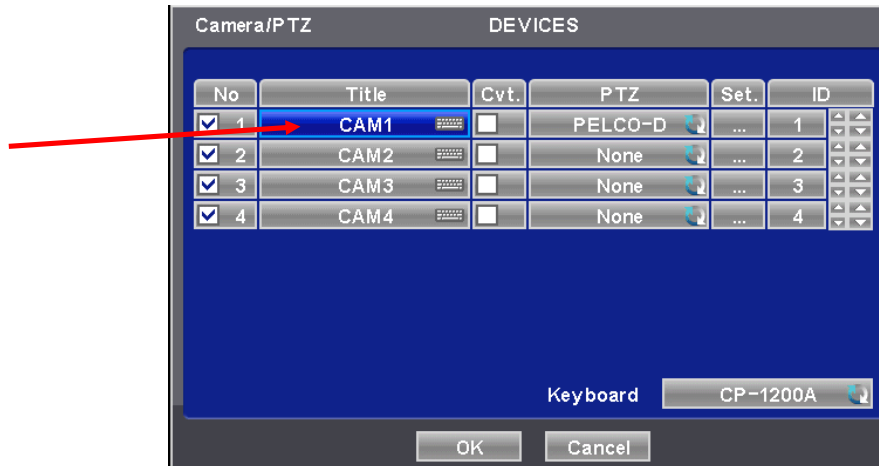 Camera/PTZ DEVICES
No Title Cvt. PTZ Set. ID
1 CAM1 PELCO-D ... 1
2 CAM2 None ... 2
3 CAM3 None ... 3
4 CAM4 None ... 4
Keyboard CP-1200A
OK Cancel